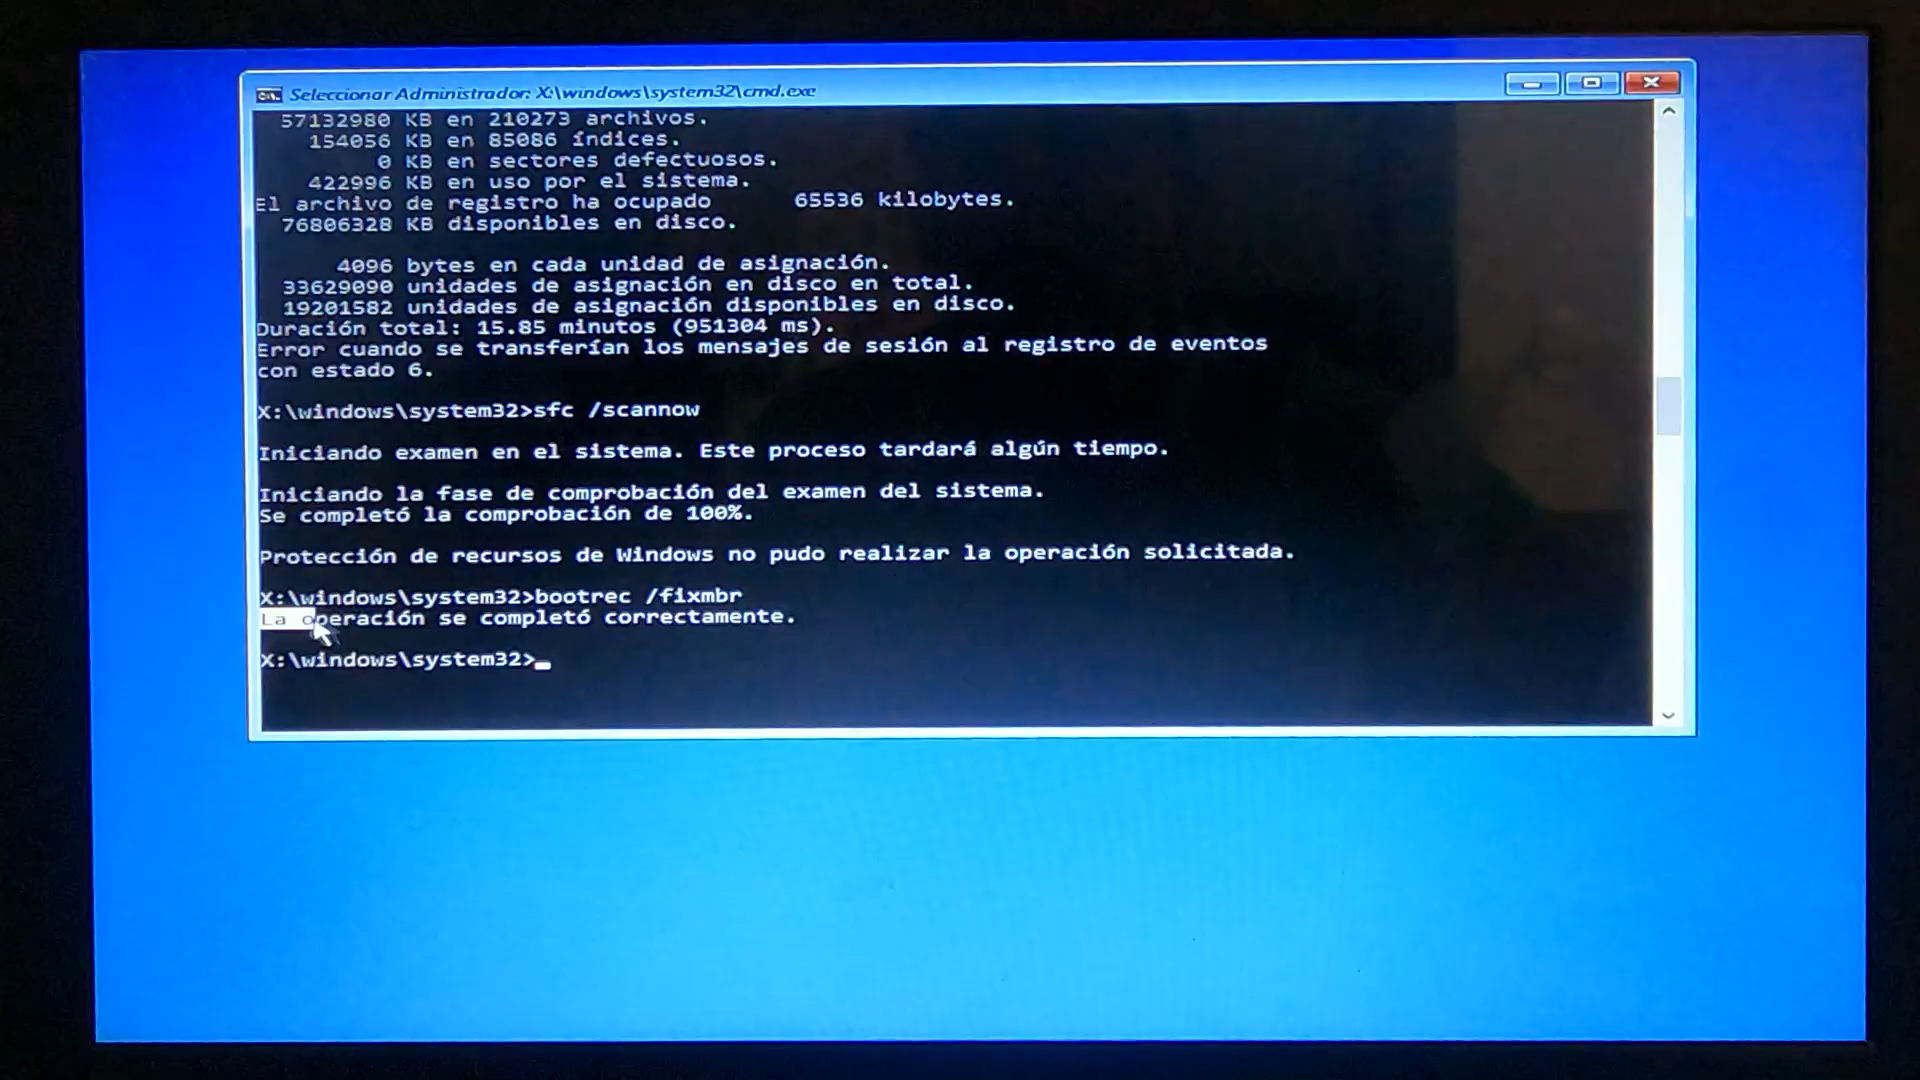 Seleccionar Administrador: X:\windows\system32\cmd.exe
57132980 KB en 210273 archivos.
154056 KB en 85086 índices.
0 KB en sectores defectuosos.
422996 KB en uso por el sistema.
El archivo de registro ha ocupado 65536 kilobytes.
76806328 KB disponibles en disco.
4096 bytes en cada unidad de asignación.
33629090 unidades de asignación en disco en total.
19201582 unidades de asignación disponibles en disco.
Duración total: 15.85 minutos (951304 ms).
Error cuando se transferían los mensajes de sesión al registro de eventos
con estado 6.
X:\windows\system32>sfc /scannow
Iniciando examen en el sistema. Este proceso tardará algún tiempo.
Iniciando la fase de comprobación del examen del sistema.
Se completó la comprobación de 100%.
Protección de recursos de Windows no pudo realizar la operación solicitada.
X:\windows\system32>bootrec /fixmbr
La operación se completó correctamente.
X:\windows\system32>